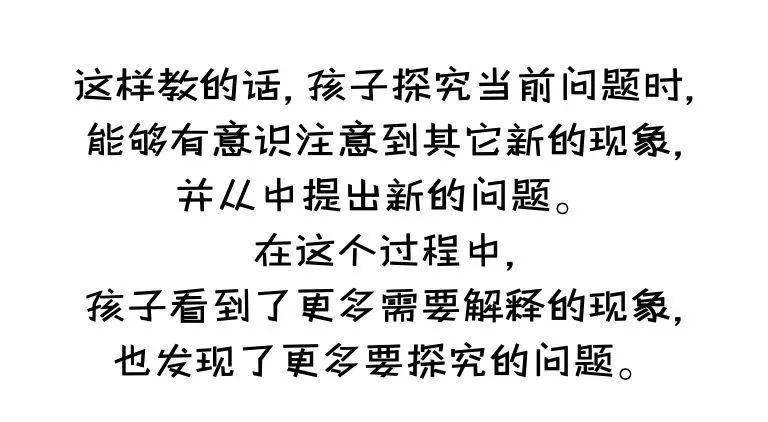 这样教的话,孩子探究当前问题时,
能够有意识注意到其它新的现象,
并从中提出新的问题。
在这个过程中,
孩子看到了更多需要解释的现象,
也发现了更多要探究的问题。